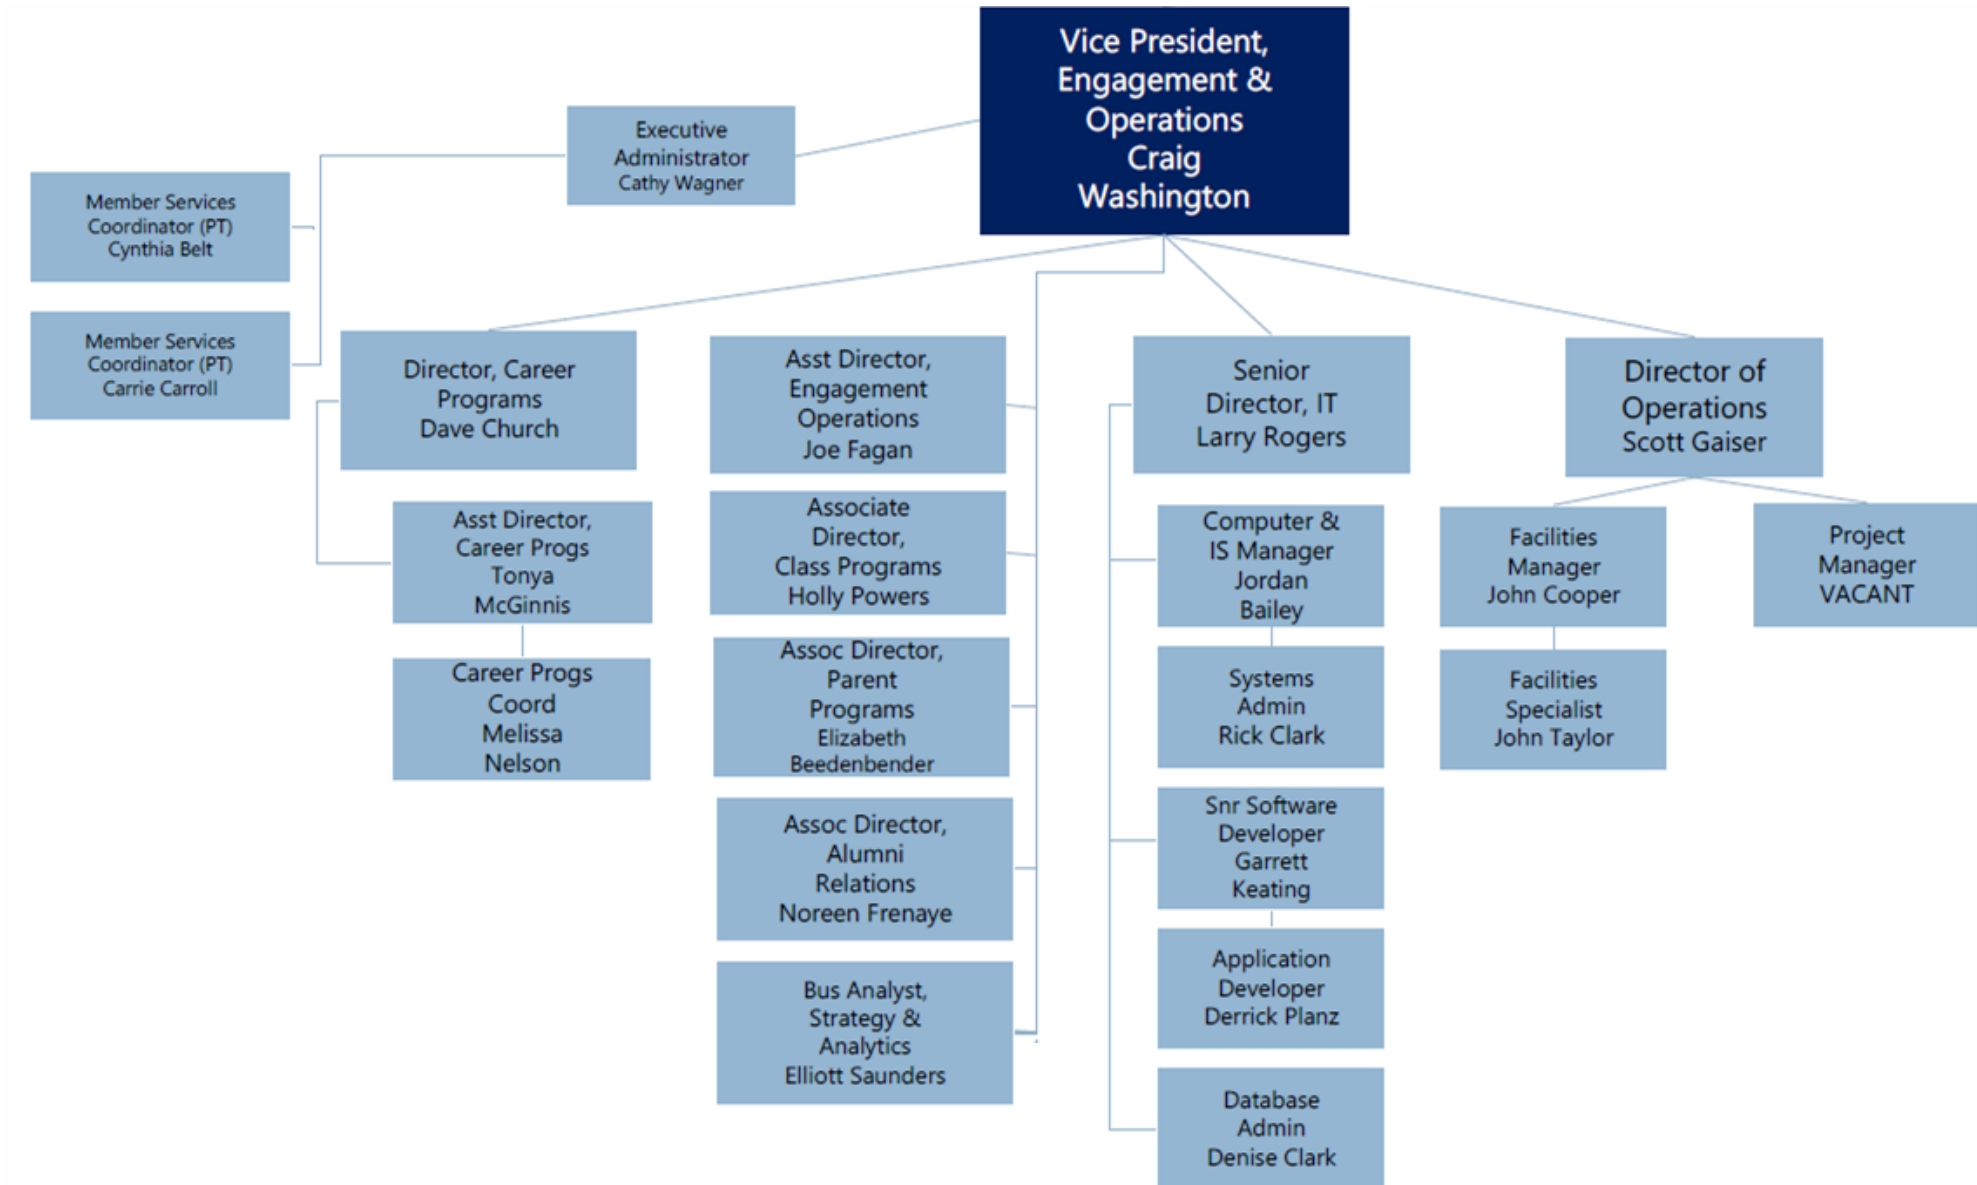 Vice President,
Engagement &
Operations
Craig
Washington
Executive
Administrator
Cathy Wagner
Member Services
Coordinator (PT)
Cynthia Belt
Member Services
Coordinator (PT)
Carrie Carroll
Director, Career
Programs
Dave Church
Asst Director,
Career Progs
Tonya
McGinnis
Career Progs
Coord
Melissa
Nelson
Asst Director,
Engagement
Operations
Joe Fagan
Associate
Director,
Class Programs
Holly Powers
Assoc Director,
Parent
Programs
Elizabeth
Beedenbender
Assoc Director,
Alumni
Relations
Noreen Frenaye
Bus Analyst,
Strategy &
Analytics
Elliott Saunders
Senior
Director, IT
Larry Rogers
Computer &
IS Manager
Jordan
Bailey
Systems
Admin
Rick Clark
Snr Software
Developer
Garrett
Keating
Application
Developer
Derrick Planz
Database
Admin
Denise Clark
Director of
Operations
Scott Gaiser
Facilities
Manager
John Cooper
Facilities
Specialist
John Taylor
Project
Manager
VACANT